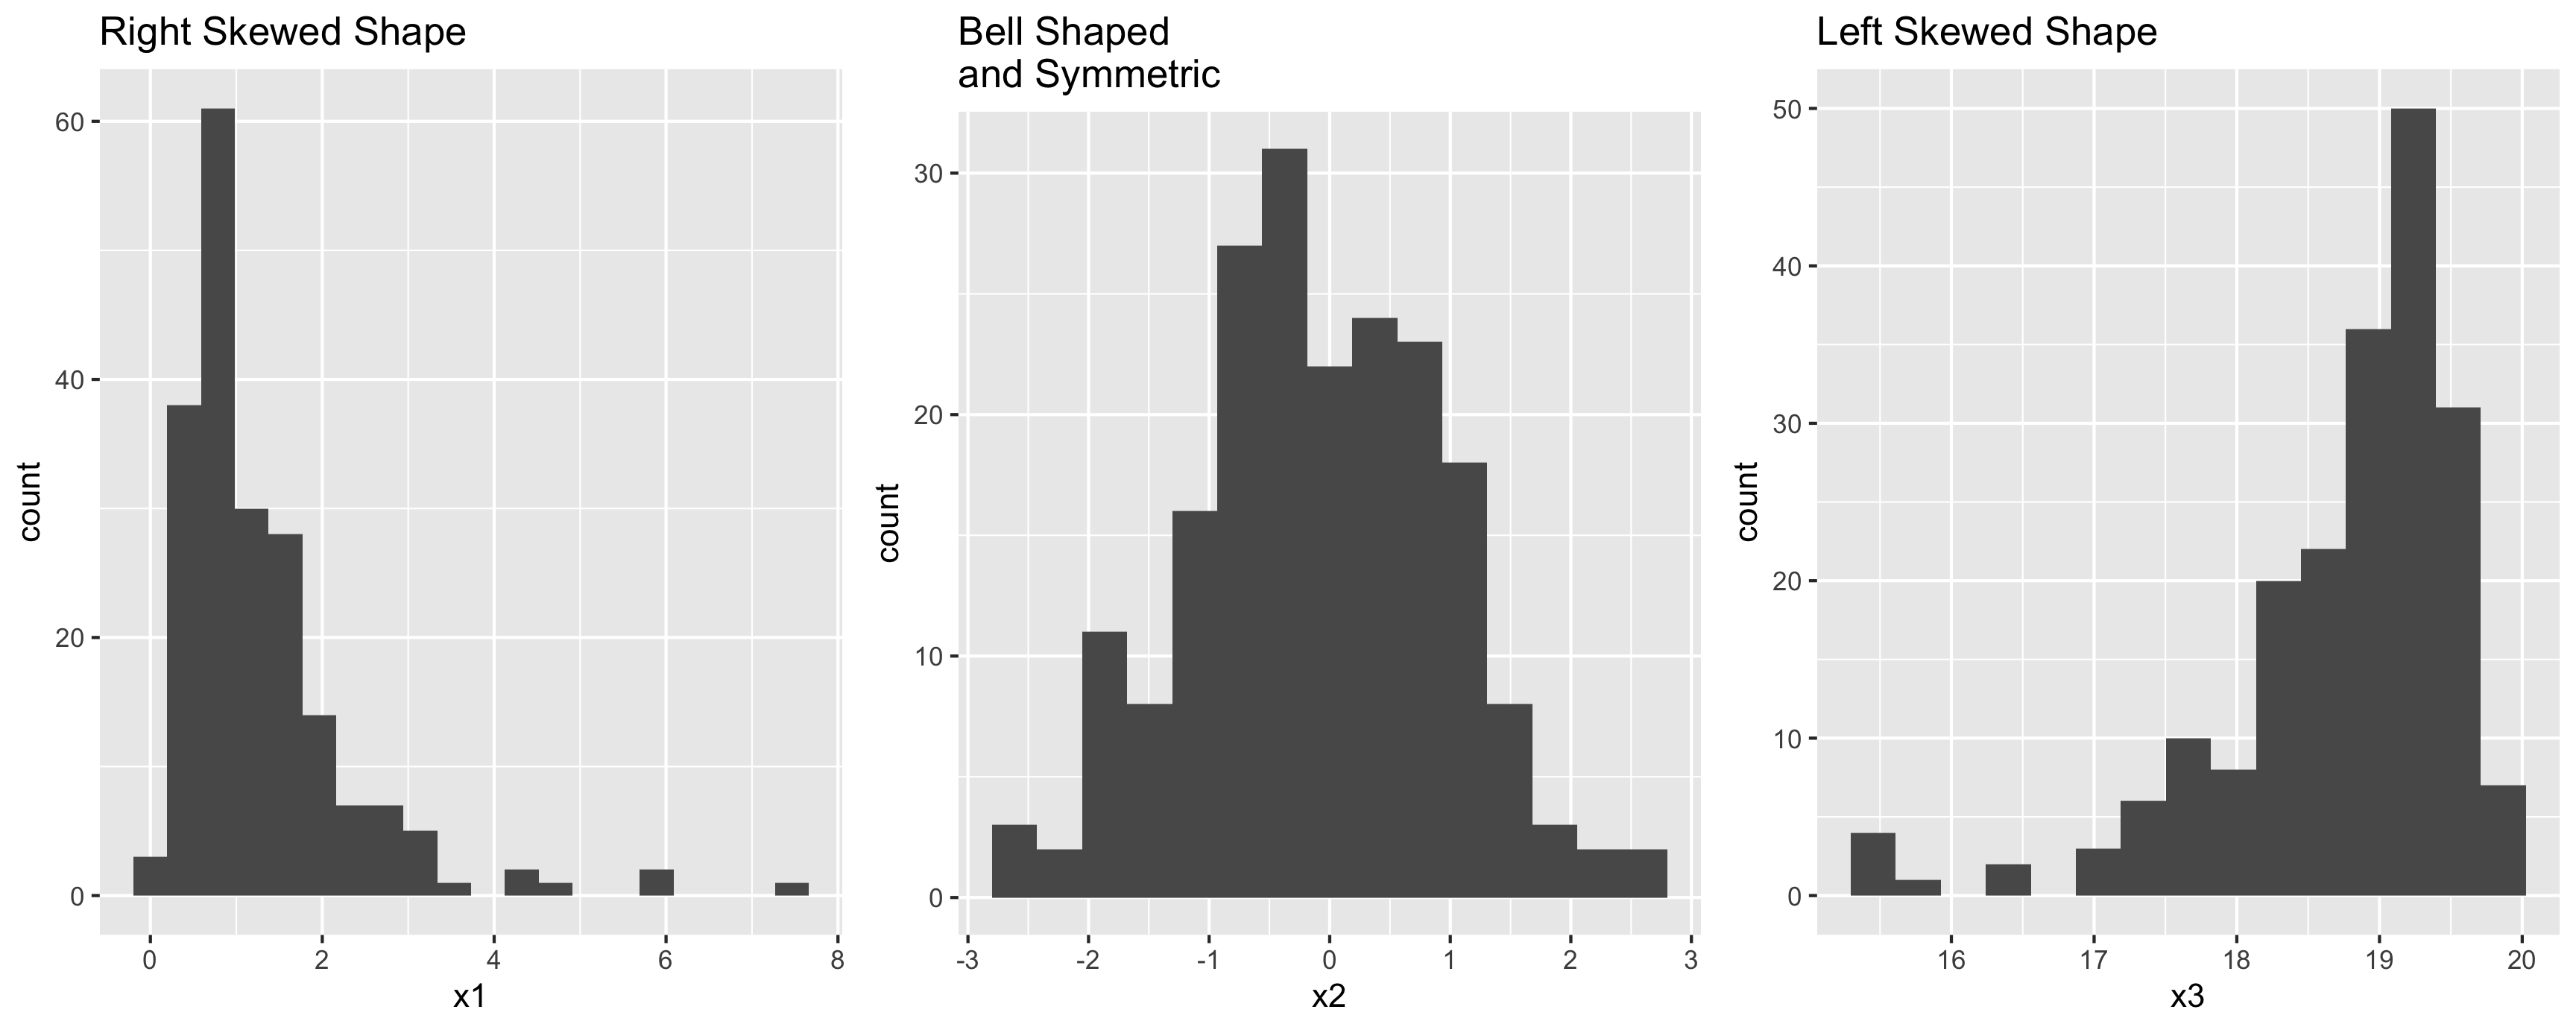 Right Skewed Shape
60
40
20
0
count
0 2 4 6 8
x1
Bell Shaped
and Symmetric
30
20
10
0
count
-3 -2 -1 0 1 2 3
x2
Left Skewed Shape
50
40
30
20
10
0
count
16 17 18 19 20
x3